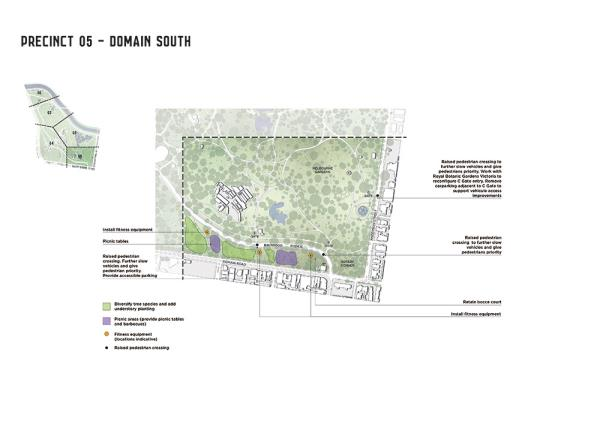 PRECINCT 05 – DOMAIN SOUTH
Raised pedestrian crossing to
further slow vehicles and give
pedestrians priority. Work with
Royal Botanic Gardens Victoria to
reconfigure C Gate entry. Remove
carparking adjacent to C Gate to
support vehicule access
improvements
MELBOURNE
GARDENS
Install fitness equipment
Picnic tables
Raised pedestrian
crossing. Further slow
vehicles and give
pedestrian priority.
Provide accessible parking
Raised pedestrian
crossing to further slow
vehicles and give
pedestrians priority
DOMAIN ROAD
Retain bocce court
Install fitness equipment
Diversify tree species and add
understory planting
Picnic areas (provide picnic tables
and barbecues)
Fitness equipment
(locations indicative)
Raised pedestrian crossing